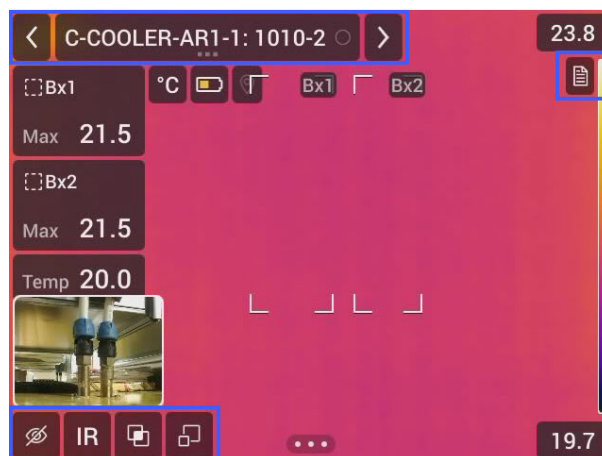 C-COOLER-AR1-1: 1010-2
23.8
Bx1
°C
Bx1
Bx2
Max 21.5
Bx2
Max 21.5
Temp 20.0
IR
19.7